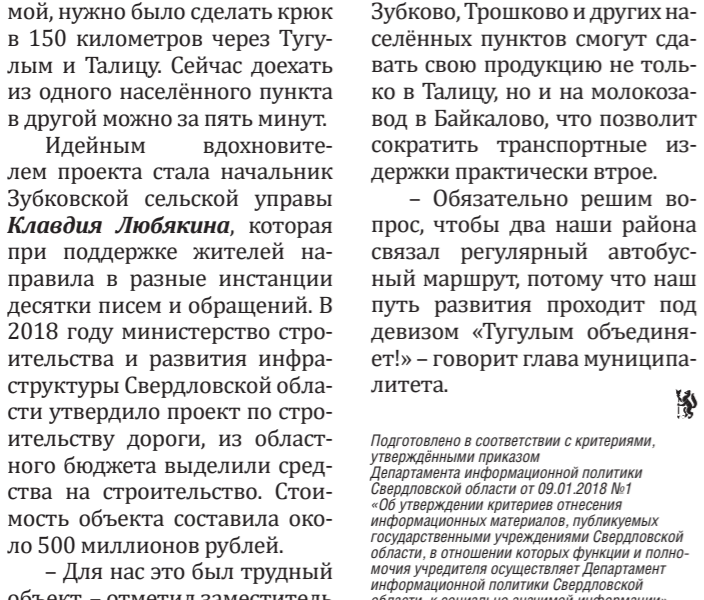 мой, нужно было сделать крюк
в 150 километров через Тугу-
лым и Талицу. Сейчас доехать
из одного населённого пункта
в другой можно за пять минут.
Идейным вдохновите-
лем проекта стала начальник
Зубковской сельской управы
Клавдия Любякина, которая
при поддержке жителей на-
правила в разные инстанции
десятки писем и обращений. В
2018 году министерство стро-
ительства и развития инфра-
структуры Свердловской обла-
сти утвердило проект по стро-
ительству дороги, из област-
ного бюджета выделили сред-
ства на строительство. Стои-
мость объекта составила око-
ло 500 миллионов рублей.
– Для нас это был трудный
объект, – отметил заместитель
Зубково, Трошково и других на-
селённых пунктов смогут сда-
вать свою продукцию не толь-
ко в Талицу, но и на молокоза-
вод в Байкалово, что позволит
сократить транспортные из-
держки практически втрое.
– Обязательно решим во-
прос, чтобы два наши района
связал регулярный автобус-
ный маршрут, потому что наш
путь развития проходит под
девизом «Тугулым объединя-
ет!» – говорит глава муниципа-
литета.
Подготовлено в соответствии с критериями,
утверждёнными приказом
Департамента информационной политики
Свердловской области от 09.01.2018 №1
«Об утверждении критериев отнесения
информационных материалов, публикуемых
государственными учреждениями Свердловской
области, в отношении которых функции и полно-
мочия учредителя осуществляет Департамент
информационной политики Свердловской
области, к социально значимой информации»